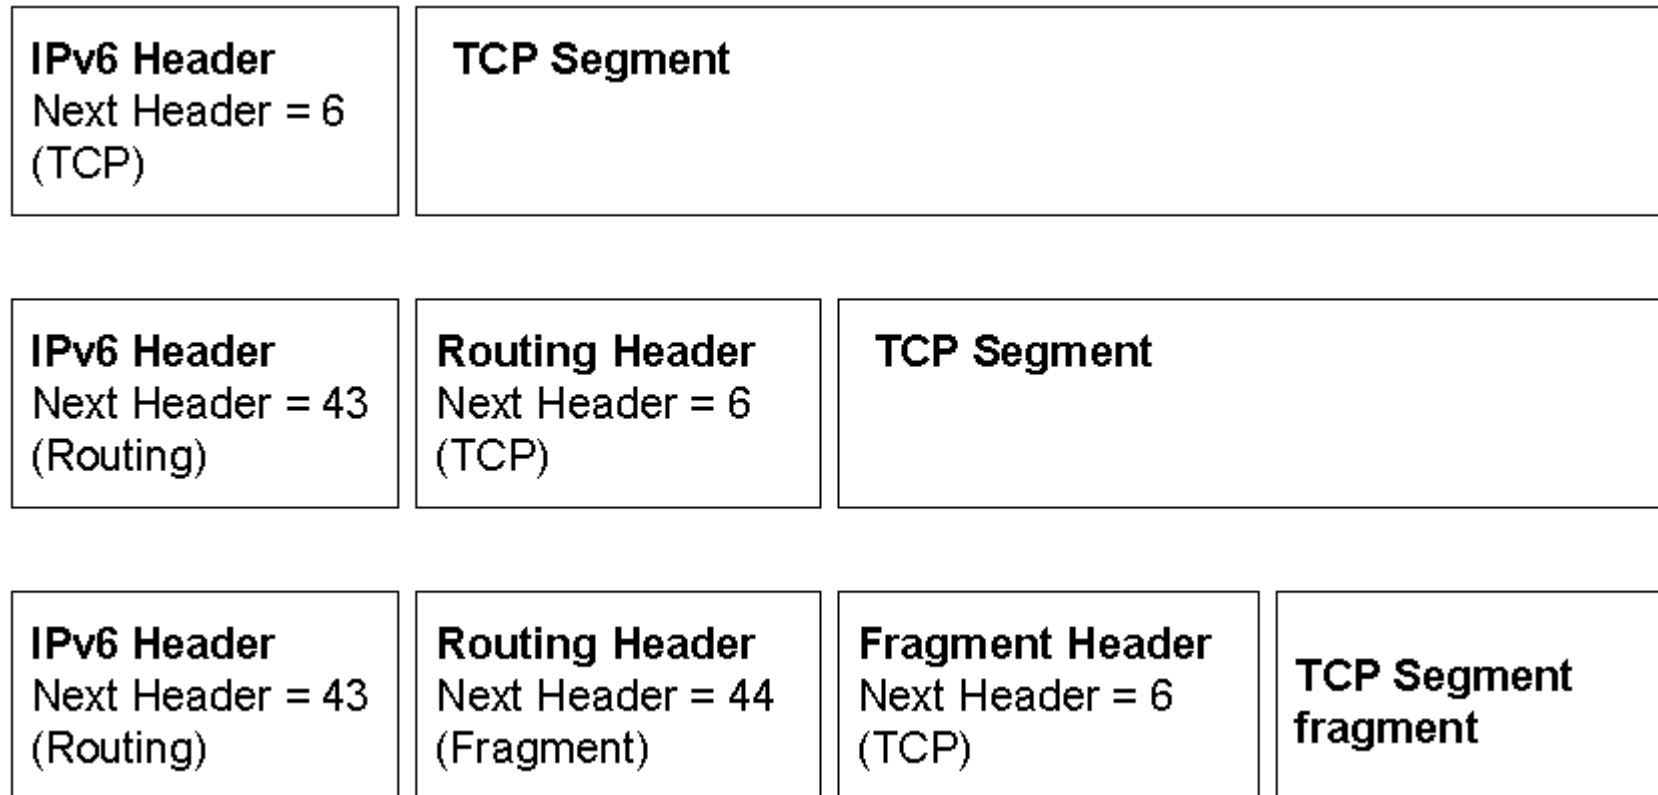 IPv6 Header
Next Header = 6
(TCP)
TCP Segment
IPv6 Header
Next Header = 43
(Routing)
Routing Header
Next Header = 6
(TCP)
TCP Segment
IPv6 Header
Next Header = 43
(Routing)
Routing Header
Next Header = 44
(Fragment)
Fragment Header
Next Header = 6
(TCP)
TCP Segment
fragment